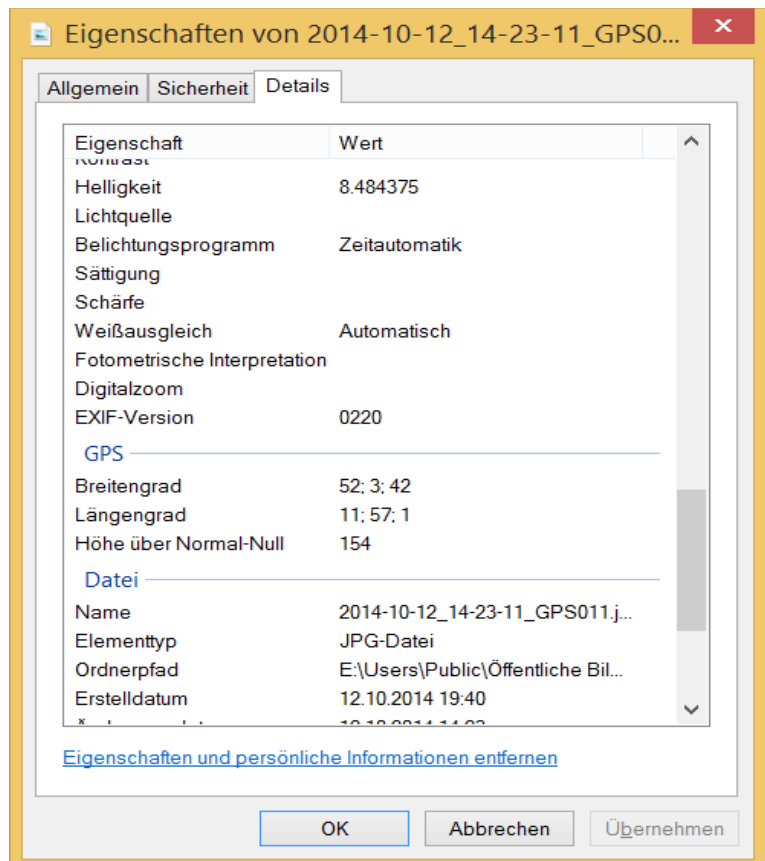 Eigenschaften von 2014-10-12_14-23-11_GPS0...
Allgemein Sicherheit Details
Eigenschaft Wert
Kontrast
Helligkeit 8.484375
Lichtquelle
Belichtungsprogramm Zeitautomatik
Sättigung
Schärfe
Weißausgleich Automatisch
Fotometrische Interpretation
Digitalzoom
EXIF-Version 0220
GPS
Breitengrad 52; 3; 42
Längengrad 11; 57; 1
Höhe über Normal-Null 154
Datei
Name 2014-10-12_14-23-11_GPS011.j...
Elementtyp JPG-Datei
Ordnerpfad E:\Users\Public\Öffentliche Bil...
Erstelldatum 12.10.2014 19:40
Eigenschaften und persönliche Informationen entfernen
OK Abbrechen Übernehmen